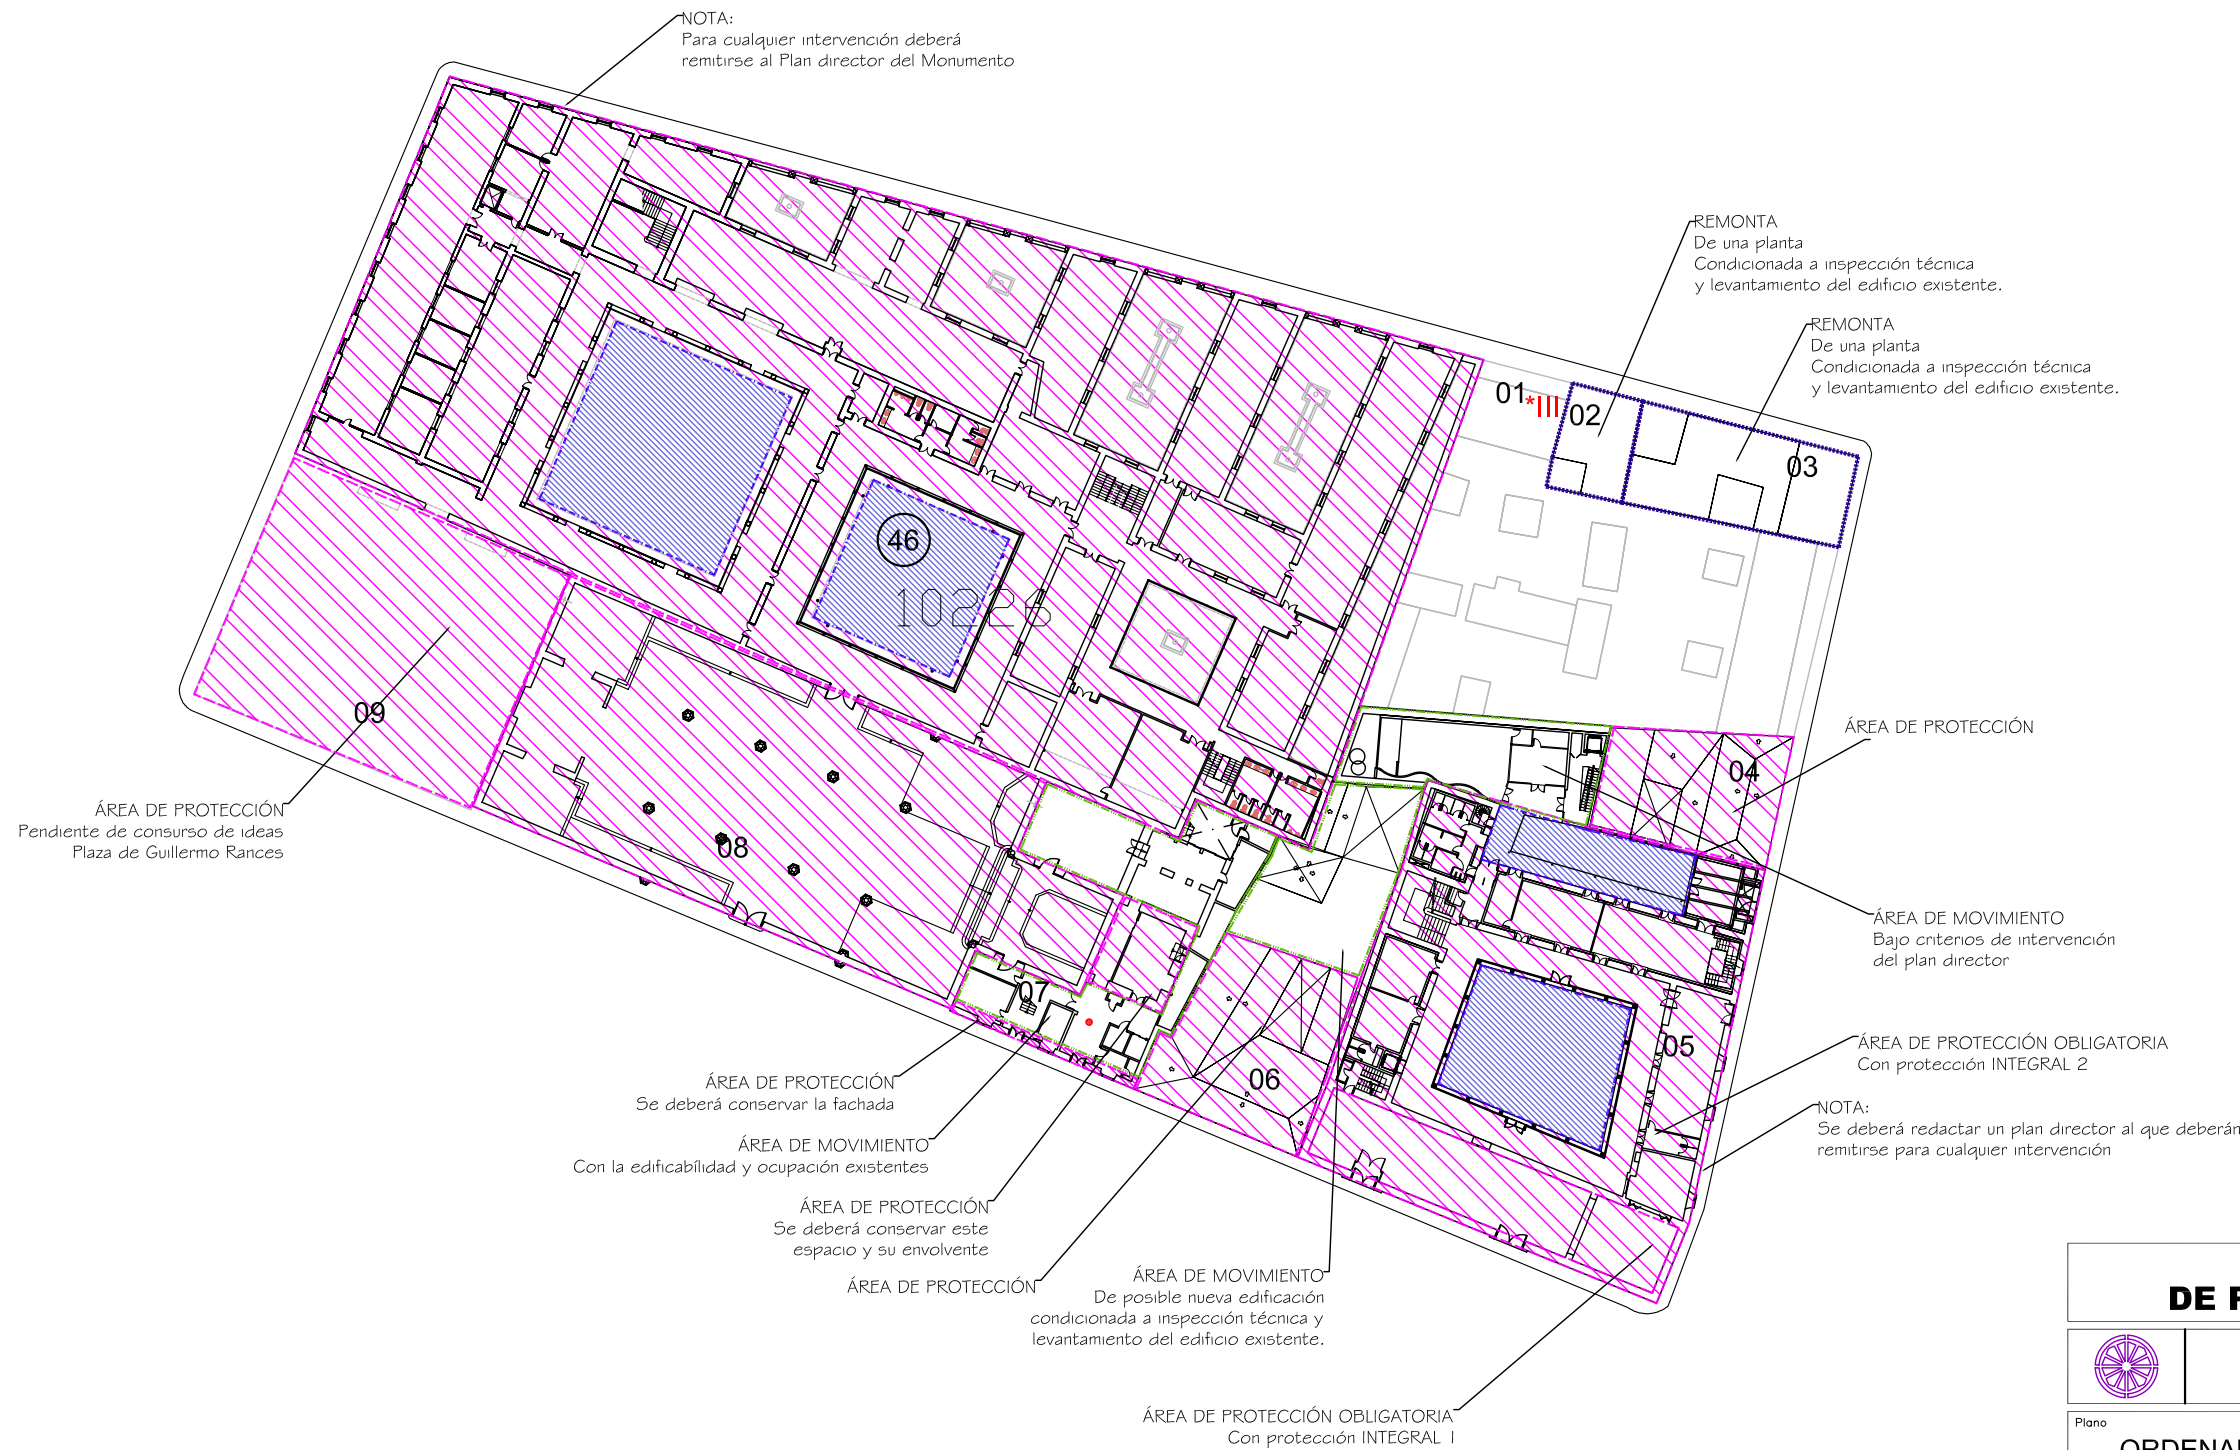 NOTA:
Para cualquier intervención deberá
remitirse al Plan director del Monumento
REMONTA
De una planta
Condicionada a inspección técnica
y levantamiento del edificio existente.
REMONTA
De una planta
Condicionada a inspección técnica
y levantamiento del edificio existente.
01
*III
02
03
46
10226
09
08
04
ÁREA DE PROTECCIÓN
ÁREA DE PROTECCIÓN
Pendiente de consurso de ideas
Plaza de Guillermo Rances
ÁREA DE MOVIMIENTO
Bajo criterios de intervención
del plan director
07
06
05
ÁREA DE PROTECCIÓN OBLIGATORIA
Con protección INTEGRAL 2
ÁREA DE PROTECCIÓN
Se deberá conservar la fachada
NOTA:
Se deberá redactar un plan director al que deberán
remitirse para cualquier intervención
ÁREA DE MOVIMIENTO
Con la edificabílidad y ocupación existentes
ÁREA DE PROTECCIÓN
Se deberá conservar este
espacio y su envolvente
ÁREA DE PROTECCIÓN
ÁREA DE MOVIMIENTO
De posible nueva edificación
condicionada a inspección técnica y
levantamiento del edificio existente.
ÁREA DE PROTECCIÓN OBLIGATORIA
Con protección INTEGRAL 1
DE
Plano